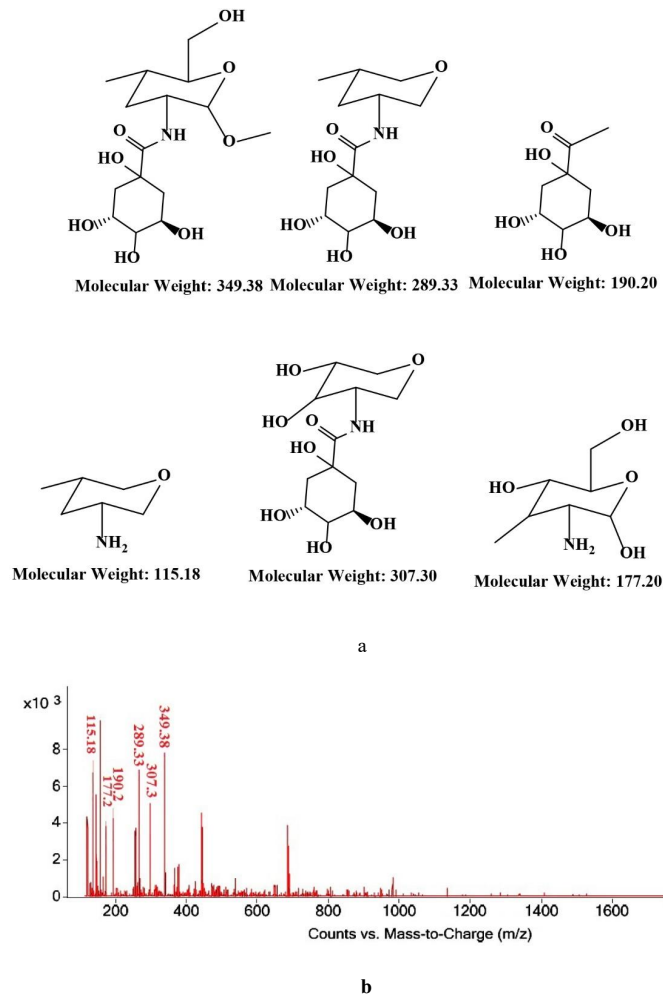 OH
O
NH
O
O
HO
HO
OH
HO
Molecular Weight: 349.38
O
NH
O
HO
HO
OH
HO
Molecular Weight: 289.33
O
HO
HO
OH
HO
Molecular Weight: 190.20
O
NH2
Molecular Weight: 115.18
HO
O
HO
NH
O
HO
HO
OH
HO
Molecular Weight: 307.30
OH
HO
O
NH2
OH
Molecular Weight: 177.20
a
x10 3
8
6
4
2
0
115.18
177.2
190.2
289.33
307.3
349.38
200 400 600 800 1000 1200 1400 1600
Counts vs. Mass-to-Charge (m/z)
b